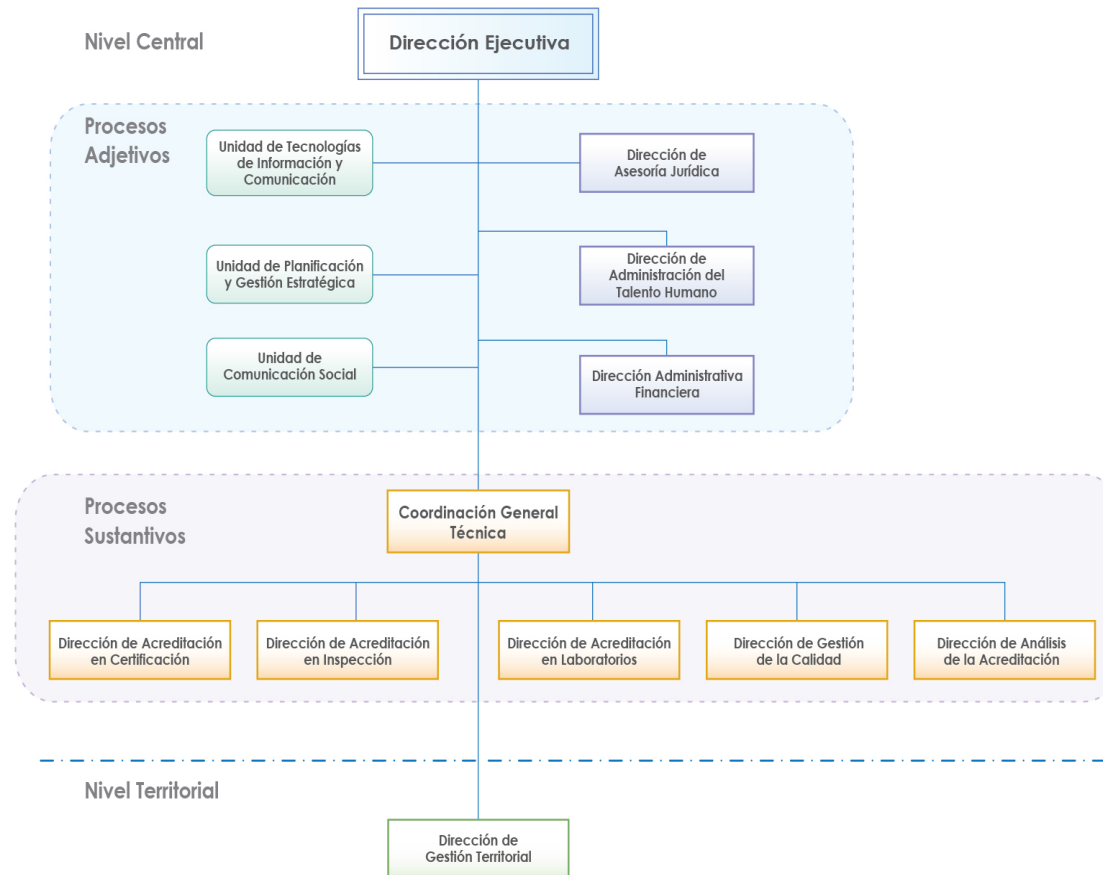 Nivel Central
Dirección Ejecutiva
Procesos
Adjetivos
Unidad de Tecnologías
de Información y
Comunicación
Dirección de
Asesoría Jurídica
Unidad de Planificación
y Gestión Estratégica
Dirección de
Administración del
Talento Humano
Unidad de
Comunicación Social
Dirección Administrativa
Financiera
Procesos
Sustantivos
Coordinación General
Técnica
Dirección de Acreditación
en Certificación
Dirección de Acreditación
en Inspección
Dirección de Acreditación
en Laboratorios
Dirección de Gestión
de la Calidad
Dirección de Análisis
de la Acreditación
Nivel Territorial
Dirección de
Gestión Territorial